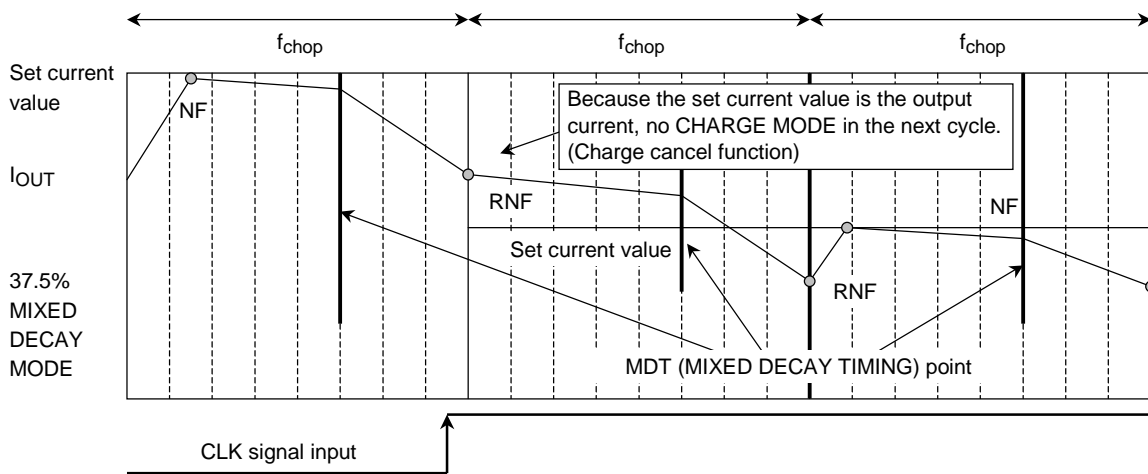 fchop
fchop
fchop
Set current
value
NF
Because the set current value is the output
current, no CHARGE MODE in the next cycle.
(Charge cancel function)
IOUT
RNF
NF
Set current value
RNF
37.5%
MIXED
DECAY
MODE
MDT (MIXED DECAY TIMING) point
CLK signal input